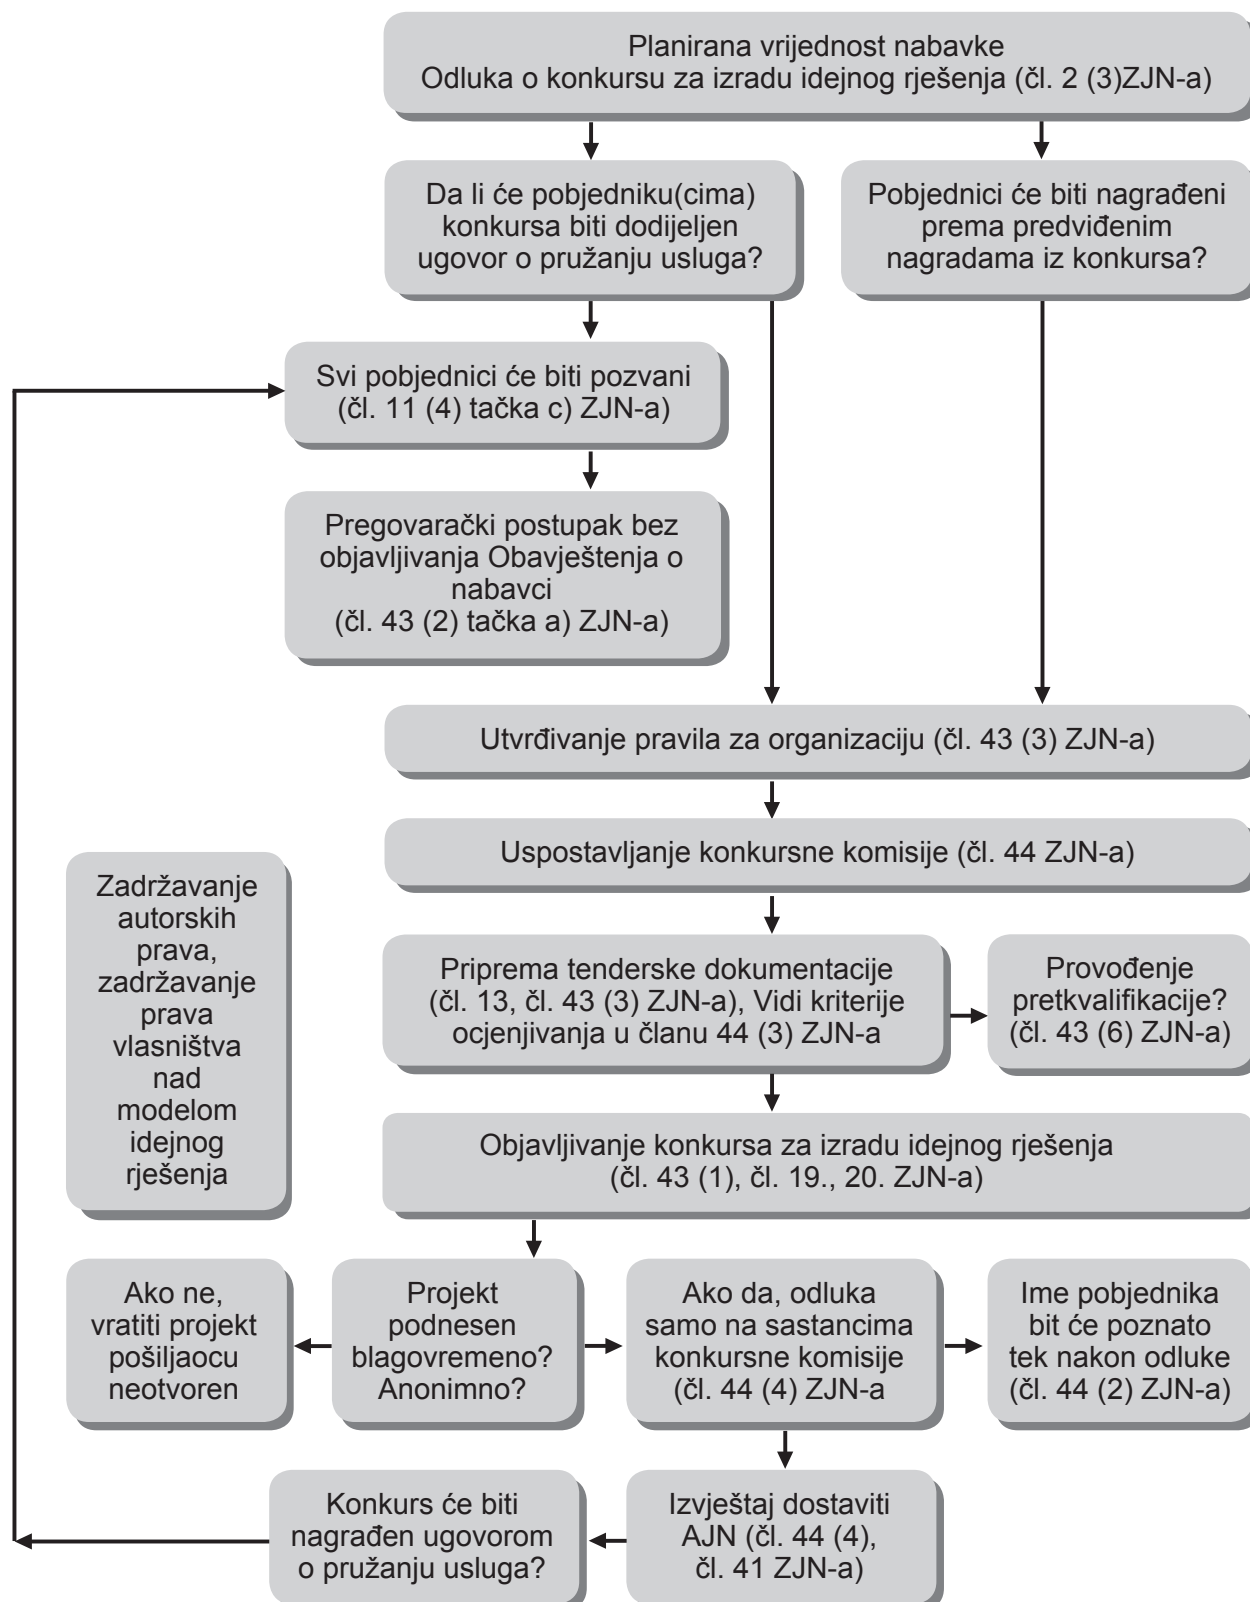 Planirana vrijednost nabavke
Odluka o konkursu za izradu idejnog rješenja (čl. 2 (3)ZJN-a)
Da li će pobjedniku(cima)
konkursa biti dodijeljen
ugovor o pružanju usluga?
Pobjednici će biti nagrađeni
prema predviđenim
nagradama iz konkursa?
Svi pobjednici će biti pozvani
(čl. 11 (4) tačka c) ZJN-a)
Pregovarački postupak bez
objavljivanja Obavještenja o
nabavci
(čl. 43 (2) tačka a) ZJN-a)
Utvrđivanje pravila za organizaciju (čl. 43 (3) ZJN-a)
Uspostavljanje konkursne komisije (čl. 44 ZJN-a)
Zadržavanje
autorskih
prava,
zadržavanje
prava
vlasništva
nad
modelom
idejnog
rješenja
Priprema tenderske dokumentacije
(čl. 13, čl. 43 (3) ZJN-a), Vidi kriterije
ocjenjivanja u članu 44 (3) ZJN-a
Provođenje
pretkvalifikacije?
(čl. 43 (6) ZJN-a)
Objavljivanje konkursa za izradu idejnog rješenja
(čl. 43 (1), čl. 19., 20. ZJN-a)
Ako ne,
vratiti projekt
pošiljaocu
neotvoren
Projekt
podnesen
blagovremeno?
Anonimno?
Ako da, odluka
samo na sastancima
konkursne komisije
(čl. 44 (4) ZJN-a
Ime pobjednika
bit će poznato
tek nakon odluke
(čl. 44 (2) ZJN-a)
Konkurs će biti
nagrađen ugovorom
o pružanju usluga?
Izvještaj dostaviti
AJN (čl. 44 (4),
čl. 41 ZJN-a)